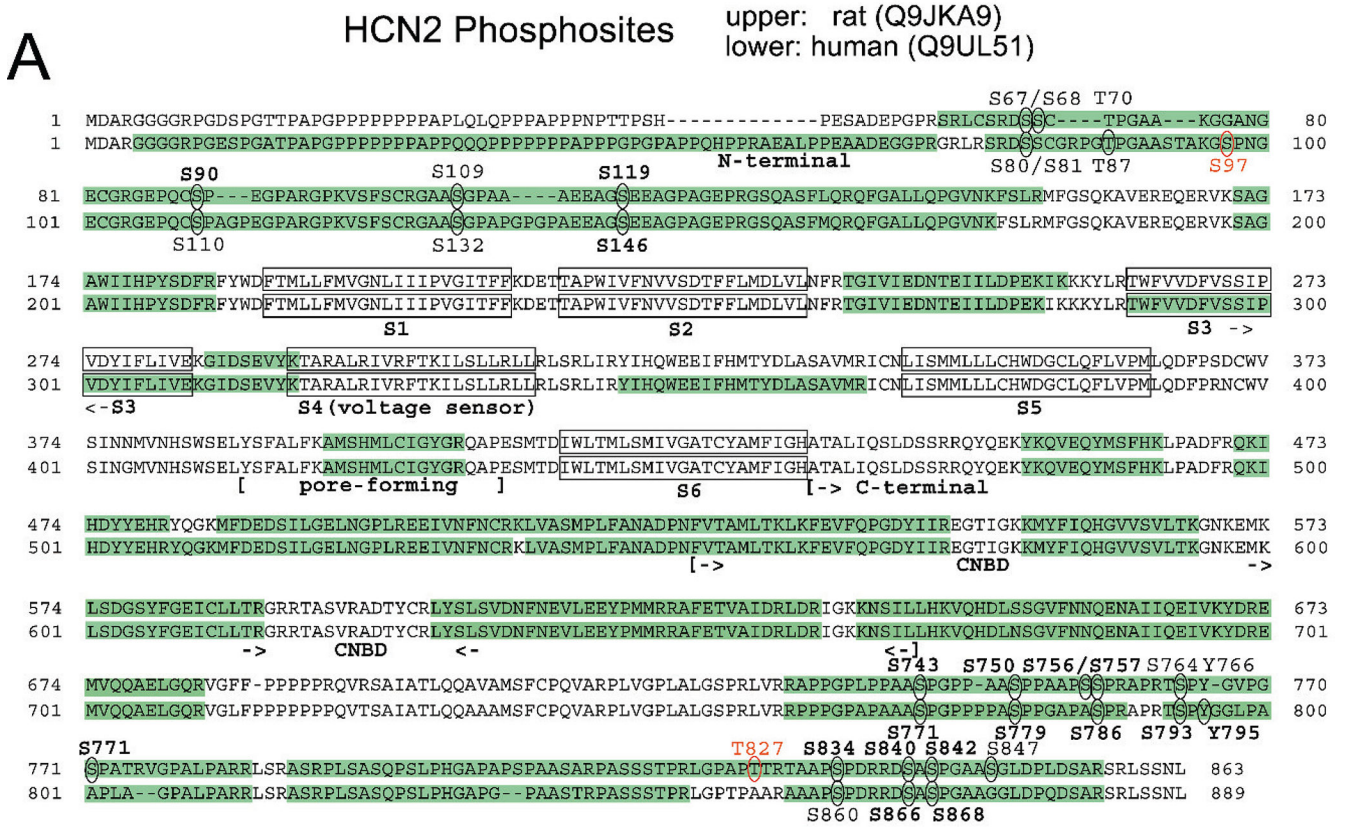 A
HCN2 Phosphosites
upper: rat (Q9JKA9)
lower: human (Q9UL51)
S67/S68 T70
1 MDARGGGGRPGDSPGTTPAPGPPPPPPPPAPPQLQPPPAPPPNPTTPSH-------------PESADEPGPRSRLCSRDSSC----TPGAA--KGGANG 80
1 MDARGGGGRPGESPGATPAPGPPPPPPPAPPQQQPPPPPPPAPPPGPGPAPPQHPPRAEALPPEAADEGGPRGRLRSRDSSCGRPGTPGAASTAKGSPNG 100
N-terminal S80/S81 T87 S97
S90 S109 S119
81 ECGRGEPQCSP---EGPARGPKVSFSCRGAASGPAA----AEEAGSEEAGPAGEPRGSQASFLQRQFGALLQPGVNKFSLRMFGSQKAVEREQERVKSAG 173
101 ECGRGEPQCSPAGPEGPARGPKVSFSCRGAASGPAPGPGPAEEAGSEEAGPAGEPRGSQASFMQRQFGALLQPGVNKFSLRMFGSQKAVEREQERVKSAG 200
S110 S132 S146
174 AWIIHPYSDFRFYWDFTMLLFMVGNLIIIPVGITFFKDETTAPWIVFNVVSDTFFLMDLVLNFRTGIVIEDNTEIILDPEKIKKKYLRTWFVVDFVSSIP 273
201 AWIIHPYSDFRFYWDFTMLLFMVGNLIIIPVGITFFKDETTAPWIVFNVVSDTFFLMDLVLNFRTGIVIEDNTEIILDPEKIKKKYLRTWFVVDFVSSIP 300
S1 S2 S3 ->
274 VDYIFLIVEKGIDSEVYKTARALRIVRFTKILSLLRLLRLSRLIRYIHQWEEIFHMTYDLASAVMRICNLISMMLLLCHWDGCLQFLVPMLQDFPSDCWV 373
301 VDYIFLIVEKGIDSEVYKTARALRIVRFTKILSLLRLLRLSRLIRYIHQWEEIFHMTYDLASAVMRICNLISMMLLLCHWDGCLQFLVPMLQDFPRNCWV 400
<-S3 S4(voltage sensor) S5
374 SINNMVNHSWSELYSFALFKAMSHMLCIGYGRQAPESMTDIWLTMLSMIVGATCYAMFIGHATALIQSLDSSRRQYQEKYKQVEQYMSFHKLPADFRQKI 473
401 SINGMVNHSWSELYSFALFKAMSHMLCIGYGRQAPESMTDIWLTMLSMIVGATCYAMFIGHATALIQSLDSSRRQYQEKYKQVEQYMSFHKLPADFRQKI 500
[ pore-forming ] S6 [-> C-terminal
474 HDYYEHRYQGKMFDEDSILGELNGPLREEIVNFNCRKLVASMPLFANADPNFVTAMLTKLKFEVFQPGDYIIREGTIGKKMYFIQHGVVSVLTKGNKEMK 573
501 HDYYEHRYQGKMFDEDSILGELNGPLREEIVNFNCRKLVASMPLFANADPNFVTAMLTKLKFEVFQPGDYIIREGTIGKKMYFIQHGVVSVLTKGNKEMK 600
[-> CNBD ->
574 LSDGSYFGEICLLTRGRRTASVRADTYCRLYSLSVDNFNEVLEEYPMMRRAFETVAIDRLDRIGKKNSILLHKVQHDLSSGVFNNQENAIIQEIVKYDRE 673
601 LSDGSYFGEICLLTRGRRTASVRADTYCRLYSLSVDNFNEVLEEYPMMRRAFETVAIDRLDRIGKKNSILLHKVQHDLNSGVFNNQENAIIQEIVKYDRE 701
-> CNBD <- <-]
S743 S750 S756/S757 S764 Y766
674 MVQQAELGQRVGFF-PPPPPPRQVRSAIATLQQAVAMSFCPQVARPLVGPLALGSPRLVRRAPPGPLPPAASPGPP-AASPPAAPSSPRAPRTSPY-GVPG 770
701 MVQQAELGQRVGLFPPPPPPPQVTSAIATLQQAAAMSFCPQVARPLVGPLALGSPRLVRRPPPGPAPAAASPGPPPPASPPGAPASPRAPRTSPYGGLPA 800
S771 S779 S786 S793 Y795
S771 T827 S834 S840 S842 S847
771 SPATRVGPALPARRLSRASRPLSASQPSLPHGAPAPSPAASARPASSSTPRLGPAPTTRTAAPSPDRRDSASPGAASGLDPLDSARSRLSSNL 863
801 APLA--GPALPARRLSRASRPLSASQPSLPHGAPG--PAASTRPASSSTPRLGPTPAARAAAPSPDRRDSASPGAAGGLDPQDSARSRLSSNL 889
S860 S866 S868